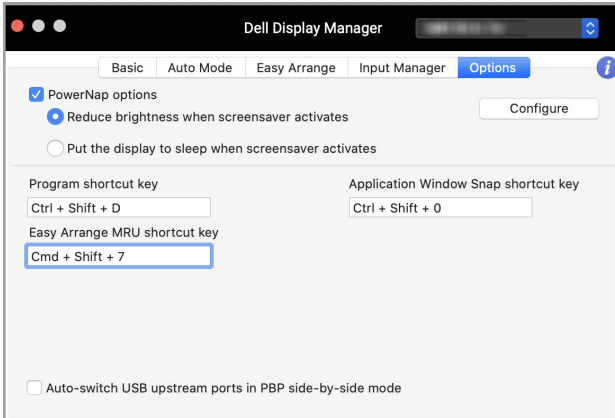 Dell Display Manager
Basic Auto Mode Easy Arrange Input Manager Options
i
PowerNap options
Reduce brightness when screensaver activates
Configure
Put the display to sleep when screensaver activates
Program shortcut key
Application Window Snap shortcut key
Ctrl + Shift + D
Ctrl + Shift + 0
Easy Arrange MRU shortcut key
Cmd + Shift + 7
Auto-switch USB upstream ports in PBP side-by-side mode